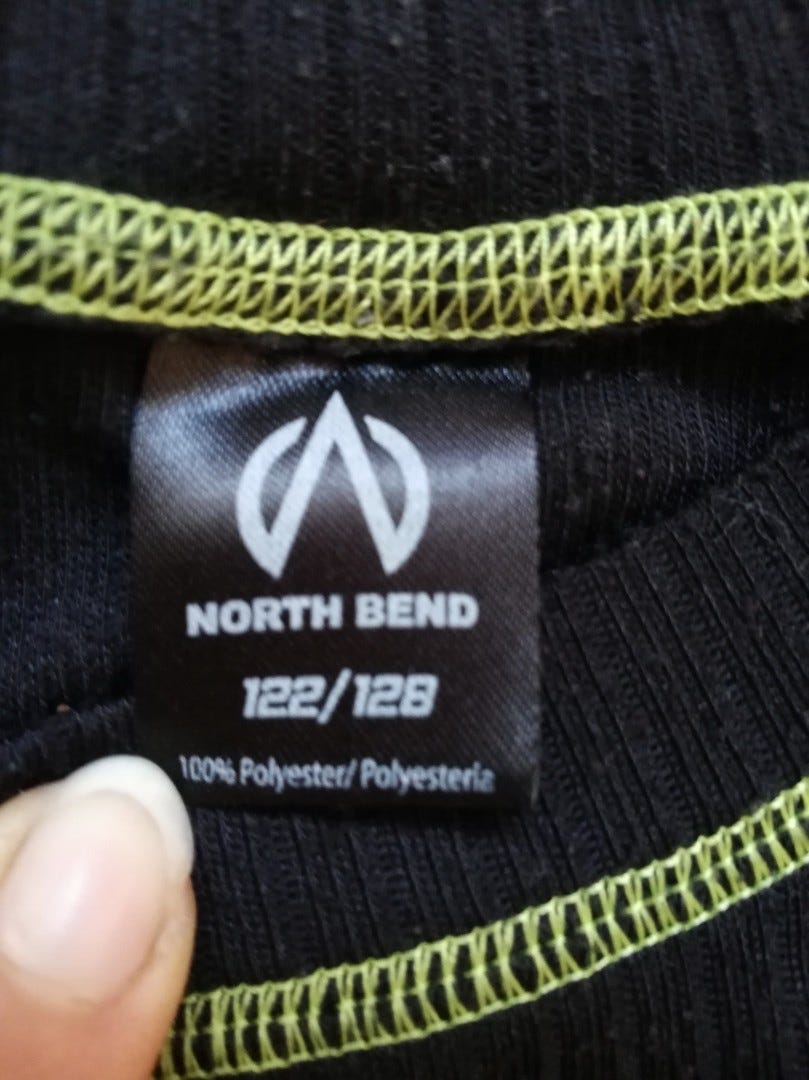 NORTH BEND
122/128
100% Polyester/ Polyesteria